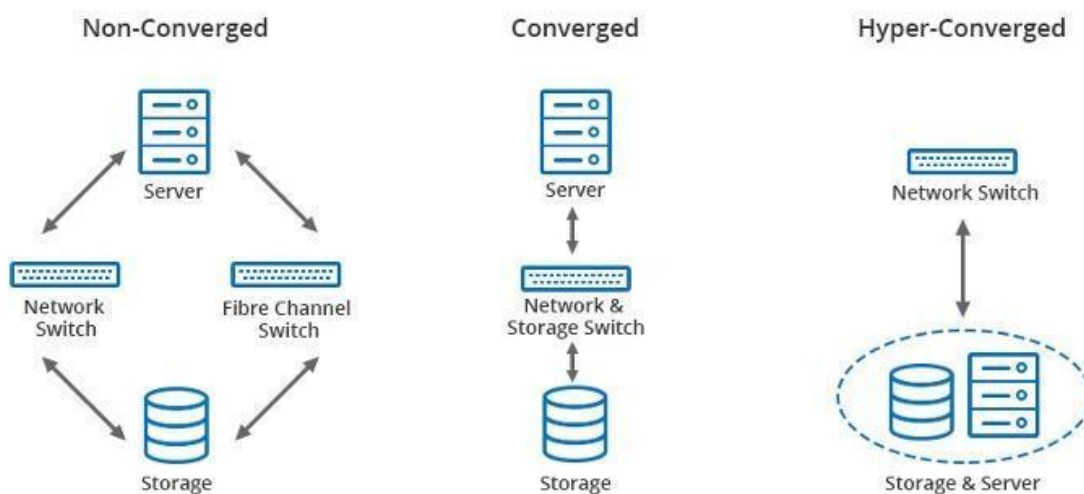 Non-Converged
Converged
Hyper-Converged
Server
Network
Switch
Fibre Channel
Switch
Storage
Server
Network &
Storage Switch
Storage
Network Switch
Storage & Server